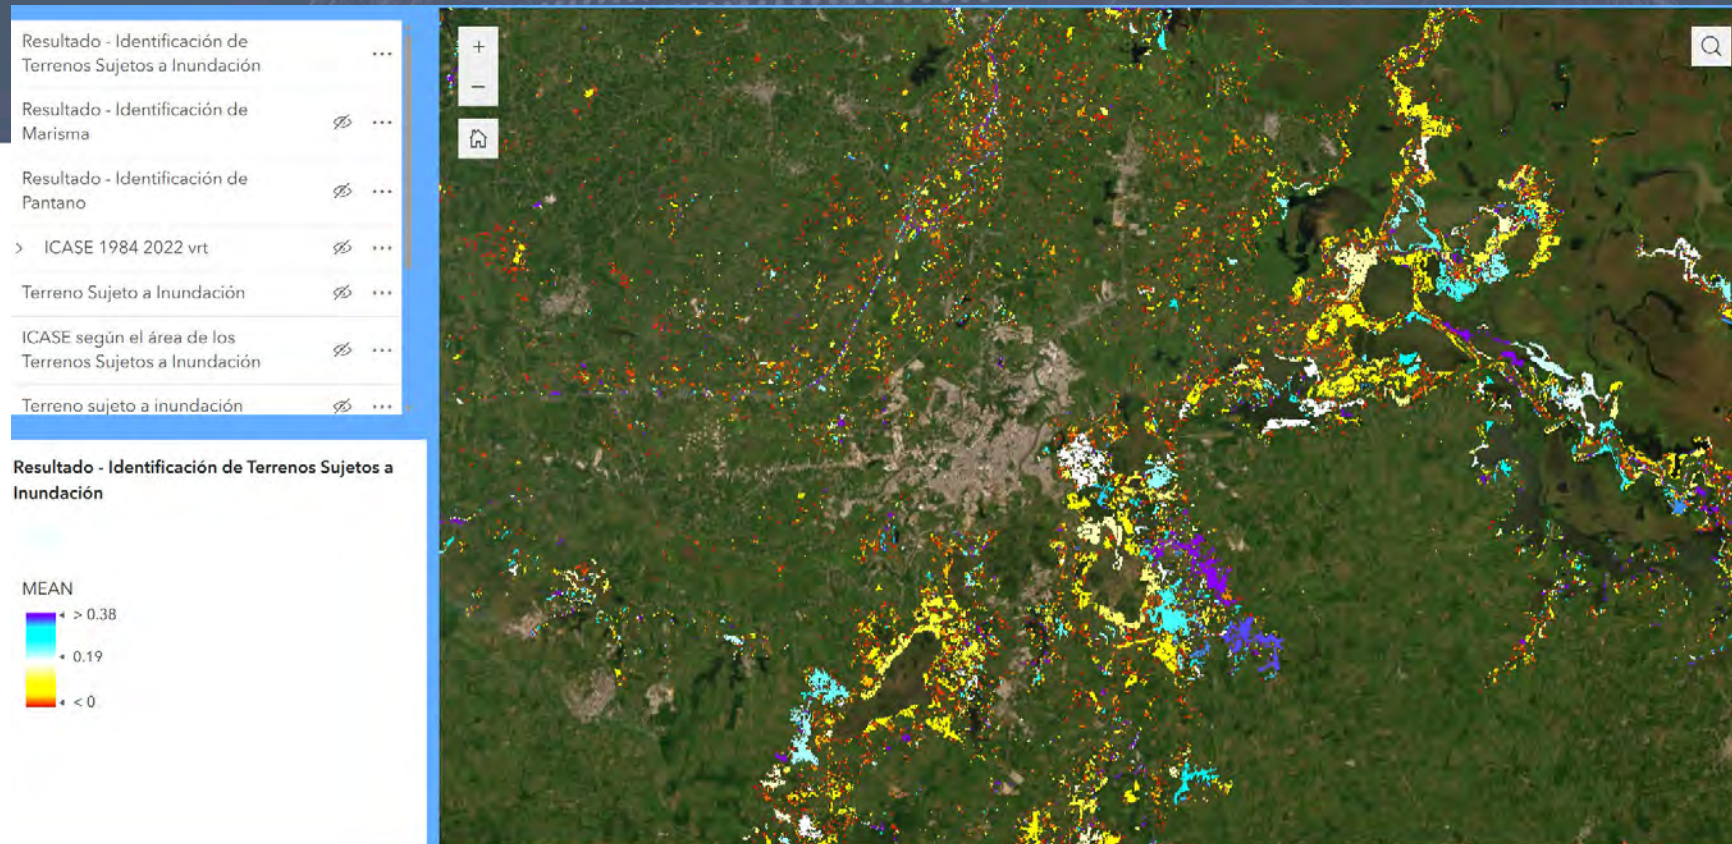 Resultado - Identificación de
Terrenos Sujetos a Inundación
Resultado - Identificación de
Marisma
Resultado - Identificación de
Pantano
ICASE 1984 2022 vrt
Terreno Sujeto a Inundación
ICASE según el área de los
Terrenos Sujetos a Inundación
Terreno sujeto a inundación
Resultado - Identificación de Terrenos Sujetos a
Inundación
MEAN
> 0.38
0.19
< 0